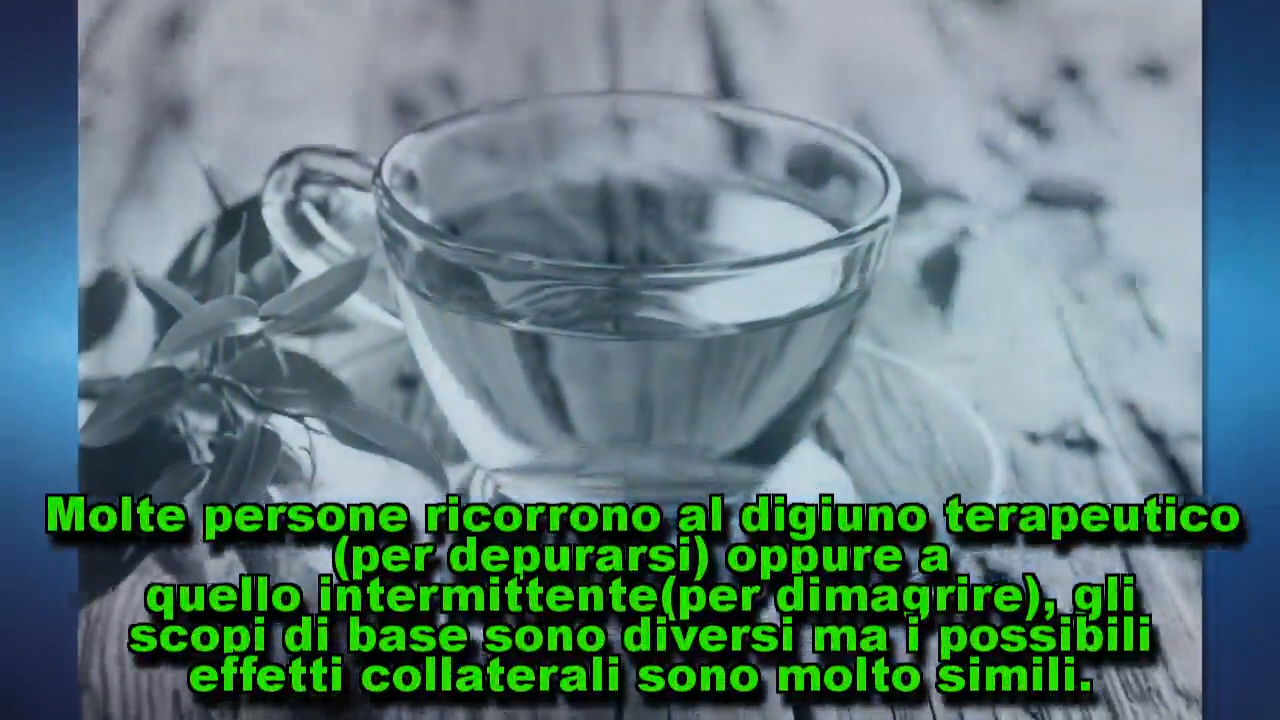 Molte persone ricorrono al digiuno terapeutico
(per depurarsi) oppure a
quello intermittente(per dimagrire), gli
scopi di base sono diversi ma i possibili
effetti collaterali sono molto simili.